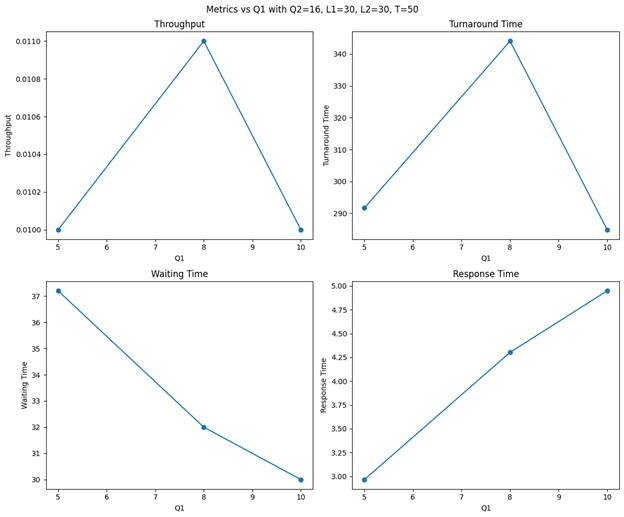 Metrics vs Q1 with Q2=16, L1=30, L2=30, T=50
Throughput
0.0110
0.0108
0.0106
0.0104
0.0102
0.0100
Throughput
5 6 7 8 9 10
Q1
Turnaround Time
340
330
320
310
300
290
Turnaround Time
5 6 7 8 9 10
Q1
Waiting Time
37
36
35
34
33
32
31
30
Waiting Time
5 6 7 8 9 10
Q1
Response Time
5.00
4.75
4.50
4.25
4.00
3.75
3.50
3.25
3.00
Response Time
5 6 7 8 9 10
Q1